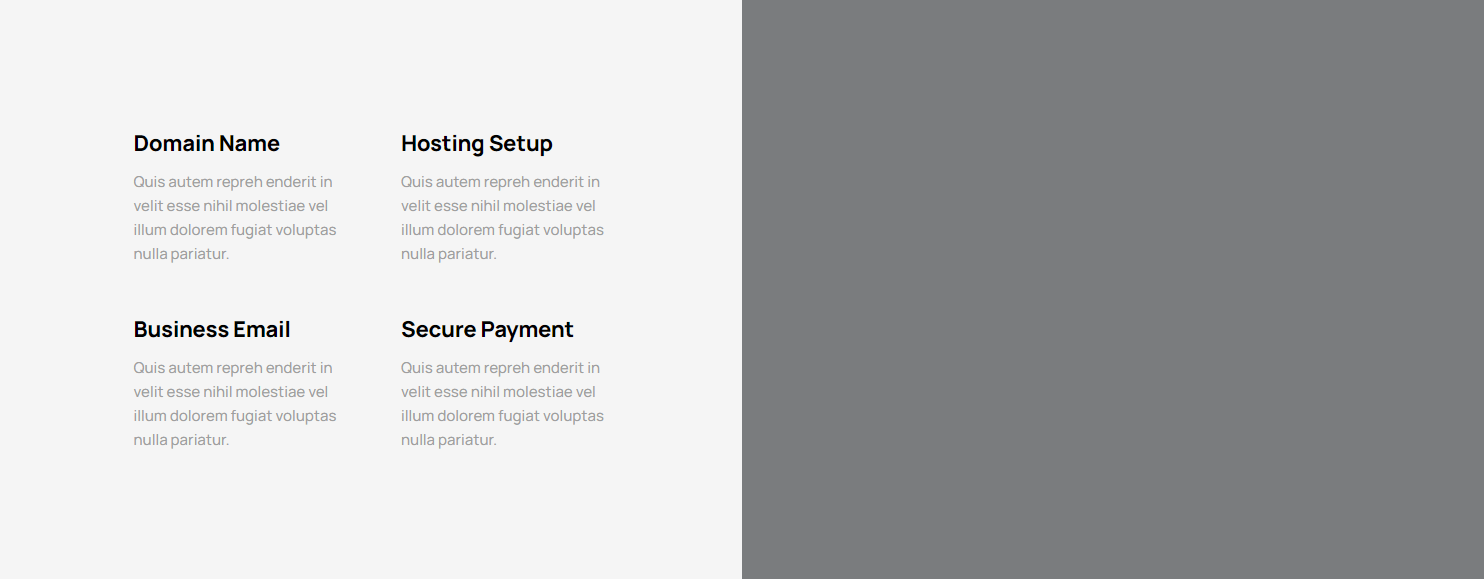 Domain Name
Quis autem repreh enderit in
velit esse nihil molestiae vel
illum dolorem fugiat voluptas
nulla pariatur.
Hosting Setup
Quis autem repreh enderit in
velit esse nihil molestiae vel
illum dolorem fugiat voluptas
nulla pariatur.
Business Email
Quis autem repreh enderit in
velit esse nihil molestiae vel
illum dolorem fugiat voluptas
nulla pariatur.
Secure Payment
Quis autem repreh enderit in
velit esse nihil molestiae vel
illum dolorem fugiat voluptas
nulla pariatur.